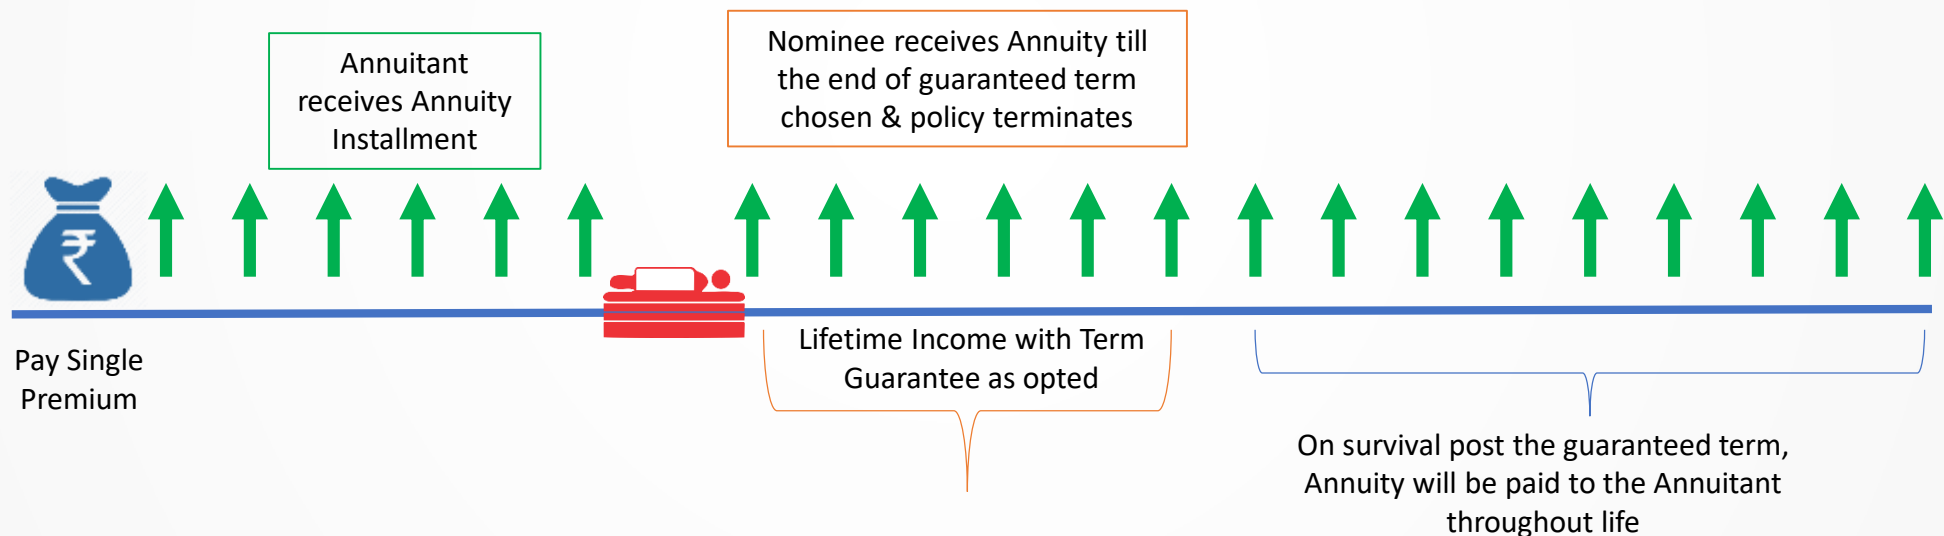 Annuitant
receives Annuity
Installment
Nominee receives Annuity till
the end of guaranteed term
chosen & policy terminates
₹
Pay Single
Premium
Lifetime Income with Term
Guarantee as opted
On survival post the guaranteed term,
Annuity will be paid to the Annuitant
throughout life